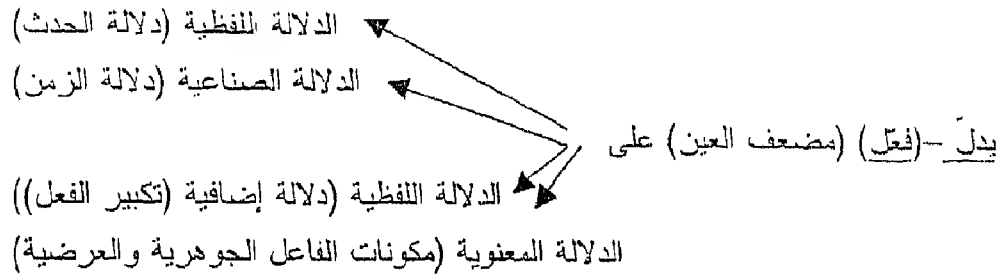 الدلالة اللفظية (دلالة الحدث)
الدلالة الصناعية (دلالة الزمن)
يدلّ -(فعّل) (مضعف العين) على
الدلالة اللفظية (دلالة إضافية (تكبير الفعل))
الدلالة المعنوية (مكونات الفاعل الجوهرية والعرضية)